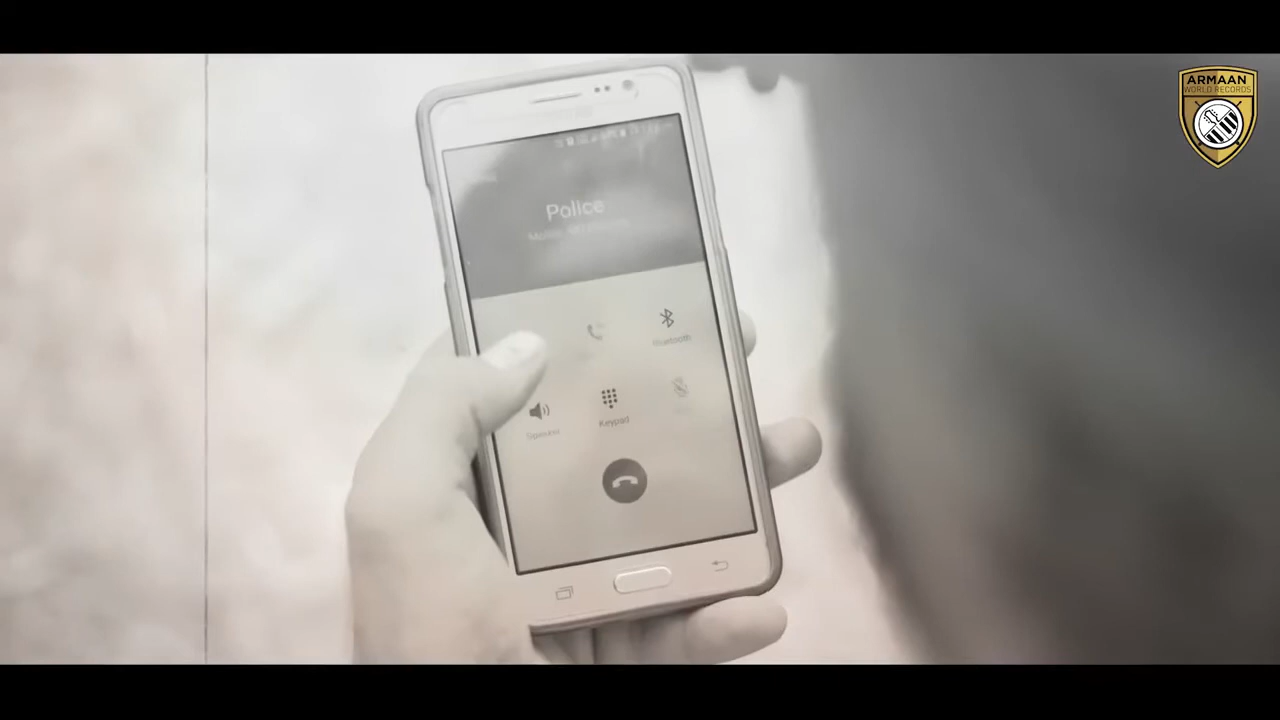 ARMAAN
WORLD RECORDS
Police
Bluetooth
Speaker
Keypad